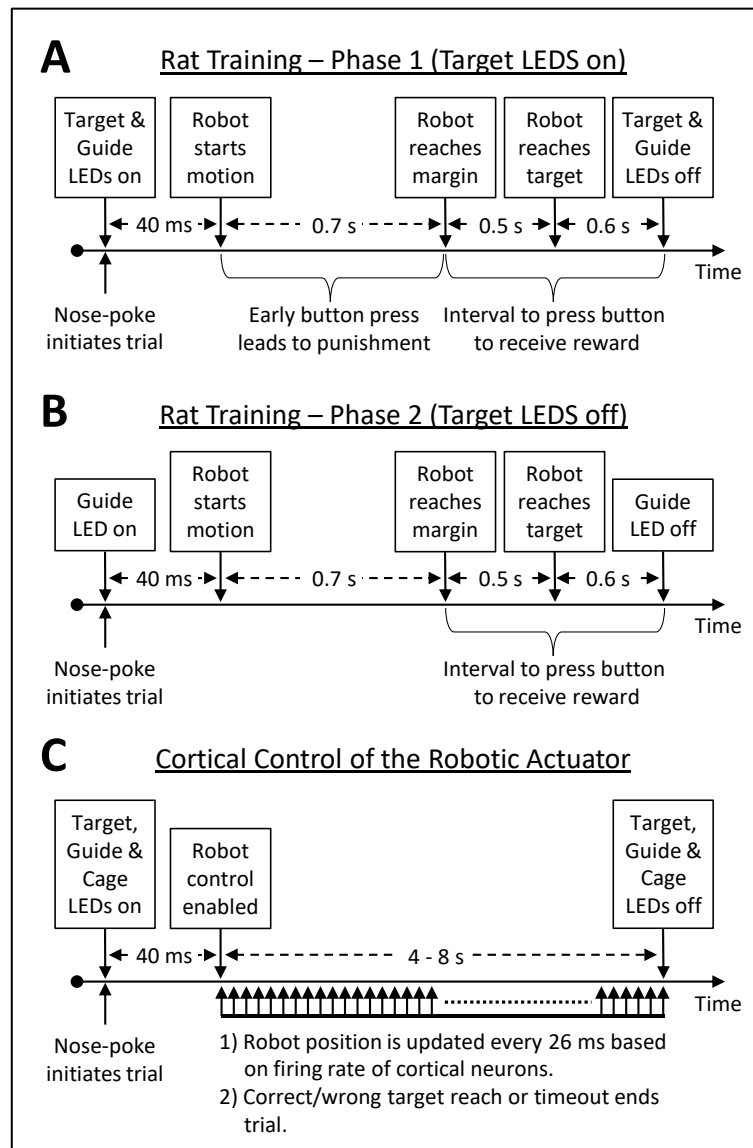 A
Rat Training – Phase 1 (Target LEDS on)
Target &
Guide
LEDs on
Robot
starts
motion
Robot
reaches
margin
Robot
reaches
target
Target &
Guide
LEDs off
40 ms
0.7 s
0.5 s
0.6 s
Time
Nose-poke
initiates trial
Early button press
leads to punishment
Interval to press button
to receive reward
B
Rat Training – Phase 2 (Target LEDS off)
Guide
LED on
Robot
starts
motion
Robot
reaches
margin
Robot
reaches
target
Guide
LED off
40 ms
0.7 s
0.5 s
0.6 s
Time
Nose-poke
initiates trial
Interval to press button
to receive reward
C
Cortical Control of the Robotic Actuator
Target,
Guide &
Cage
LEDs on
Robot
control
enabled
Target,
Guide &
Cage
LEDs off
40 ms
4 - 8 s
Time
Nose-poke
initiates trial
1) Robot position is updated every 26 ms based
on firing rate of cortical neurons.
2) Correct/wrong target reach or timeout ends
trial.